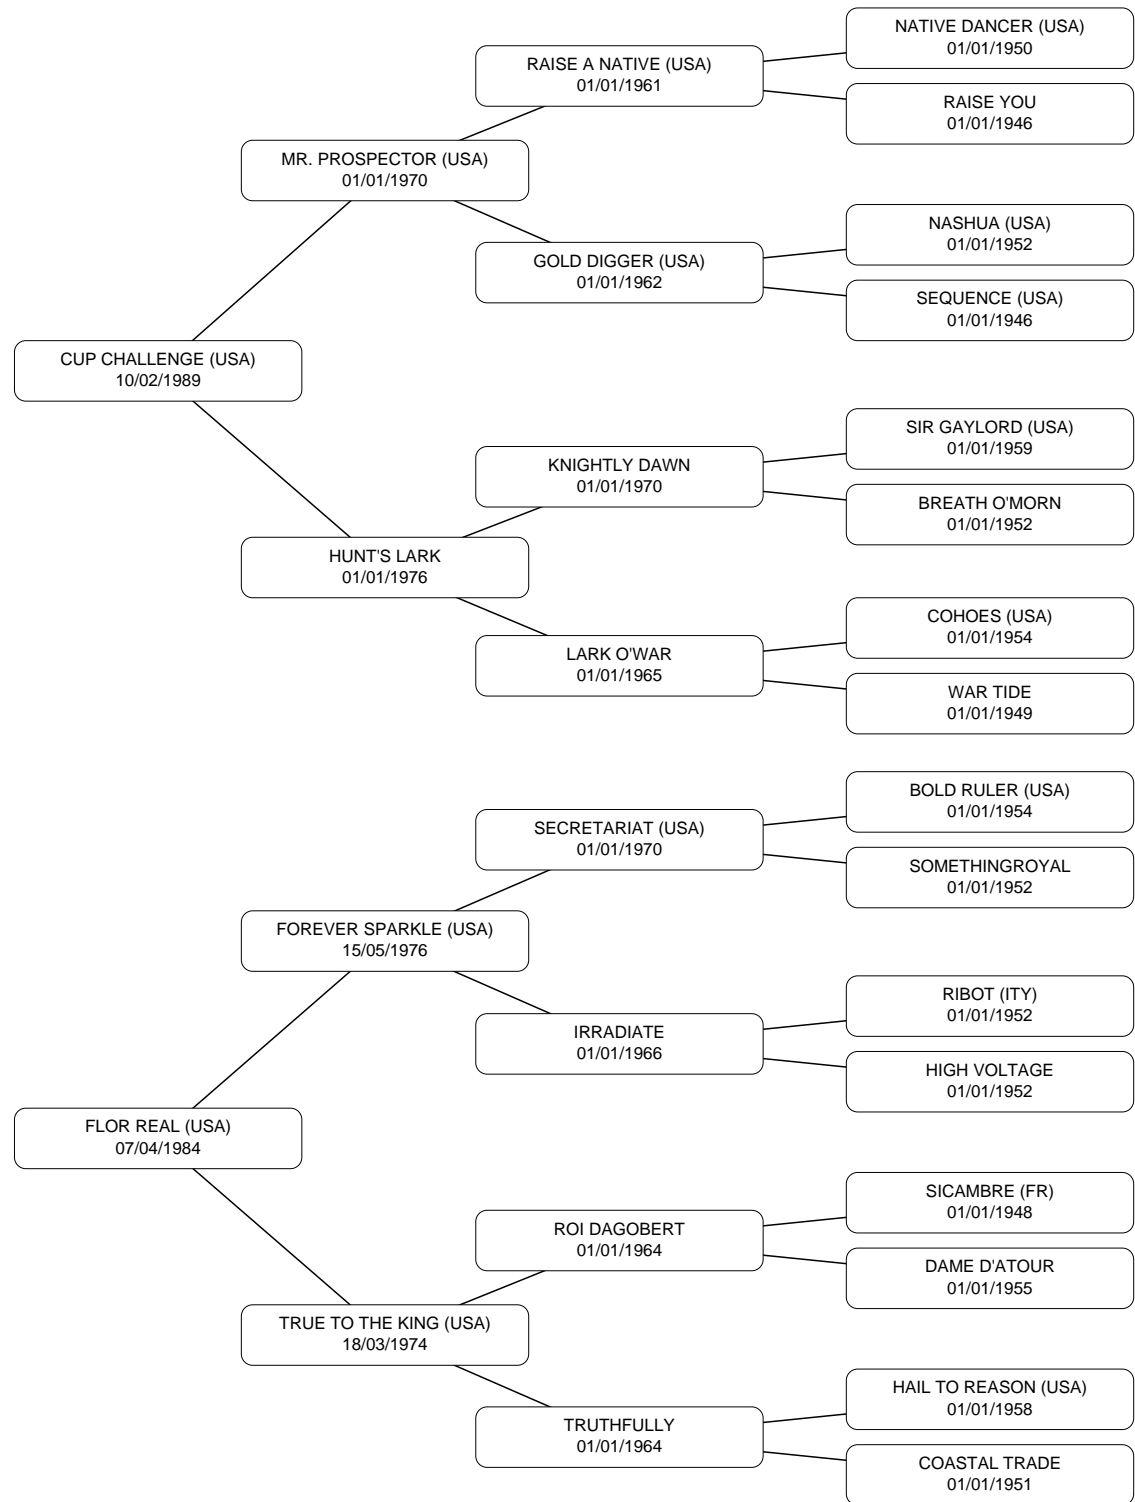 NATIVE DANCER (USA)
01/01/1950
RAISE A NATIVE (USA)
01/01/1961
RAISE YOU
01/01/1946
MR. PROSPECTOR (USA)
01/01/1970
NASHUA (USA)
01/01/1952
GOLD DIGGER (USA)
01/01/1962
SEQUENCE (USA)
01/01/1946
CUP CHALLENGE (USA)
10/02/1989
SIR GAYLORD (USA)
01/01/1959
KNIGHTLY DAWN
01/01/1970
BREATH O'MORN
01/01/1952
HUNT'S LARK
01/01/1976
COHOES (USA)
01/01/1954
LARK O'WAR
01/01/1965
WAR TIDE
01/01/1949
BOLD RULER (USA)
01/01/1954
SECRETARIAT (USA)
01/01/1970
SOMETHINGROYAL
01/01/1952
FOREVER SPARKLE (USA)
15/05/1976
RIBOT (ITY)
01/01/1952
IRRADIATE
01/01/1966
HIGH VOLTAGE
01/01/1952
FLOR REAL (USA)
07/04/1984
SICAMBRE (FR)
01/01/1948
ROI DAGOBERT
01/01/1964
DAME D'ATOUR
01/01/1955
TRUE TO THE KING (USA)
18/03/1974
HAIL TO REASON (USA)
01/01/1958
TRUTHFULLY
01/01/1964
COASTAL TRADE
01/01/1951